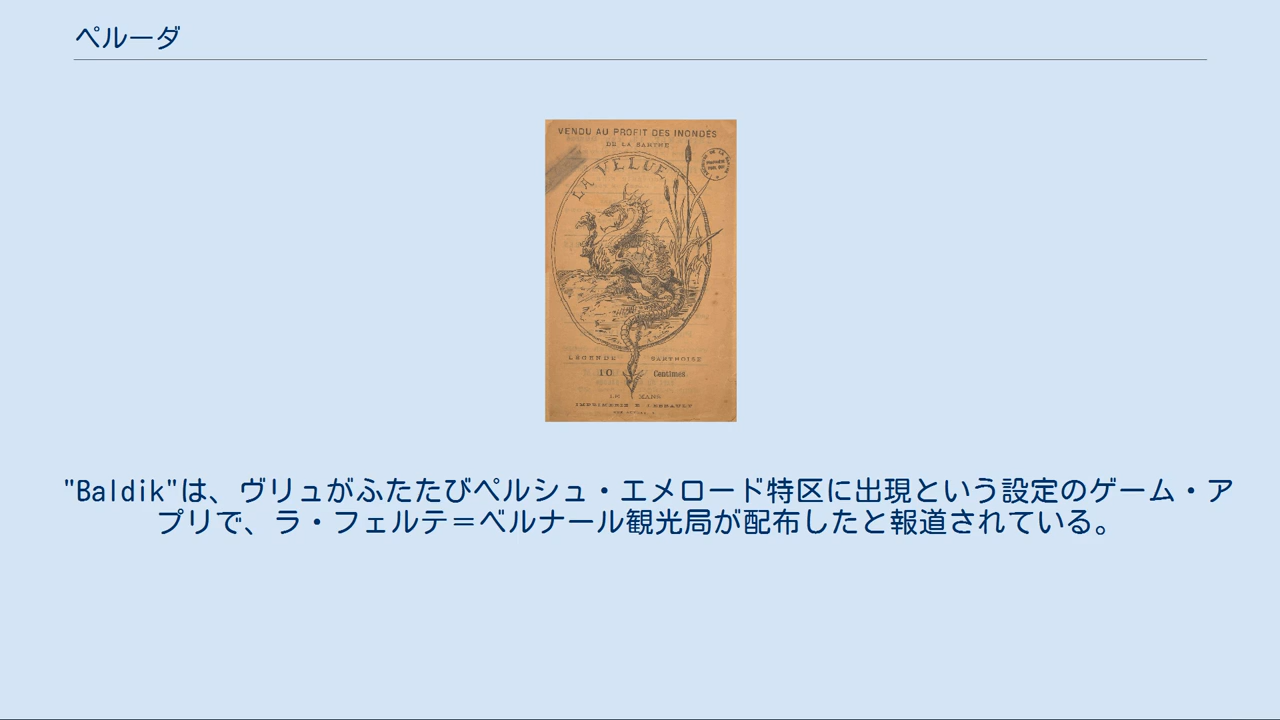 ペルーダ
VENDU AU PROFIT DES INONDÉS
DE LA SARTHE
LA VELUE
LÉGENDE SARTHOISE
10 Centimes.
LE MANS
"Baldik"は、ヴリュがふたたびペルシュ・エメロード特区に出現という設定のゲーム・ア
プリで、ラ・フェルテ＝ベルナール観光局が配布したと報道されている。